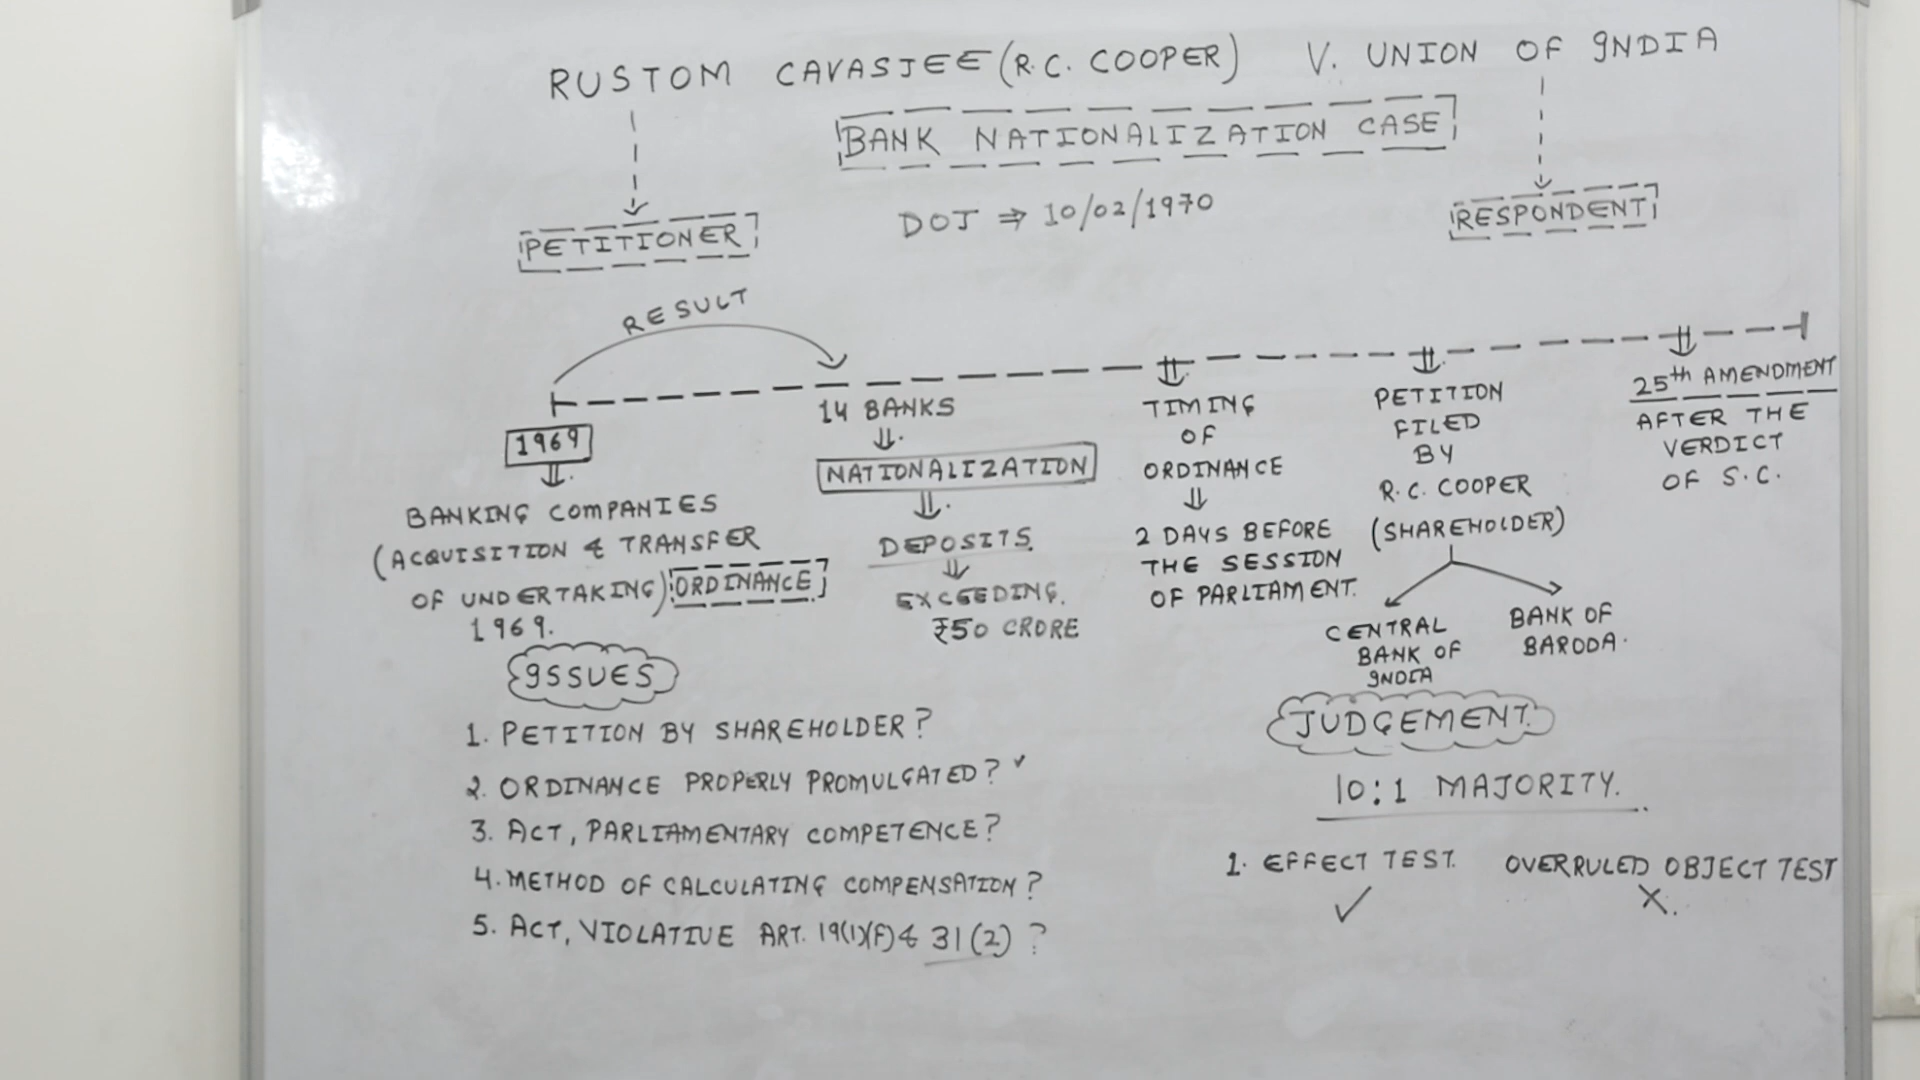 RUSTOM CAVASJEE (R.C. COOPER) V. UNION OF INDIA
BANK NATIONALIZATION CASE
PETITIONER
DOJ ⇒ 10/02/1970
RESPONDENT
RESULT
1969
BANKING COMPANIES
(ACQUISITION & TRANSFER
OF UNDERTAKING) ORDINANCE
1969.
14 BANKS
NATIONALIZATION
DEPOSITS
EXCEEDING
₹50 CRORE
TIMING
OF
ORDINANCE
2 DAYS BEFORE
THE SESSION
OF PARLIAMENT.
PETITION
FILED
BY
R.C. COOPER
(SHAREHOLDER)
CENTRAL
BANK OF
INDIA
BANK OF
BARODA.
25th AMENDMENT
AFTER THE
VERDICT
OF S.C.
ISSUES
1. PETITION BY SHAREHOLDER?
2. ORDINANCE PROPERLY PROMULGATED? ✓
3. ACT, PARLIAMENTARY COMPETENCE?
4. METHOD OF CALCULATING COMPENSATION?
5. ACT, VIOLATIVE ART. 19(1)(F) & 31(2) ?
JUDGEMENT.
10:1 MAJORITY.
1. EFFECT TEST. OVERRULED OBJECT TEST
✓ X.